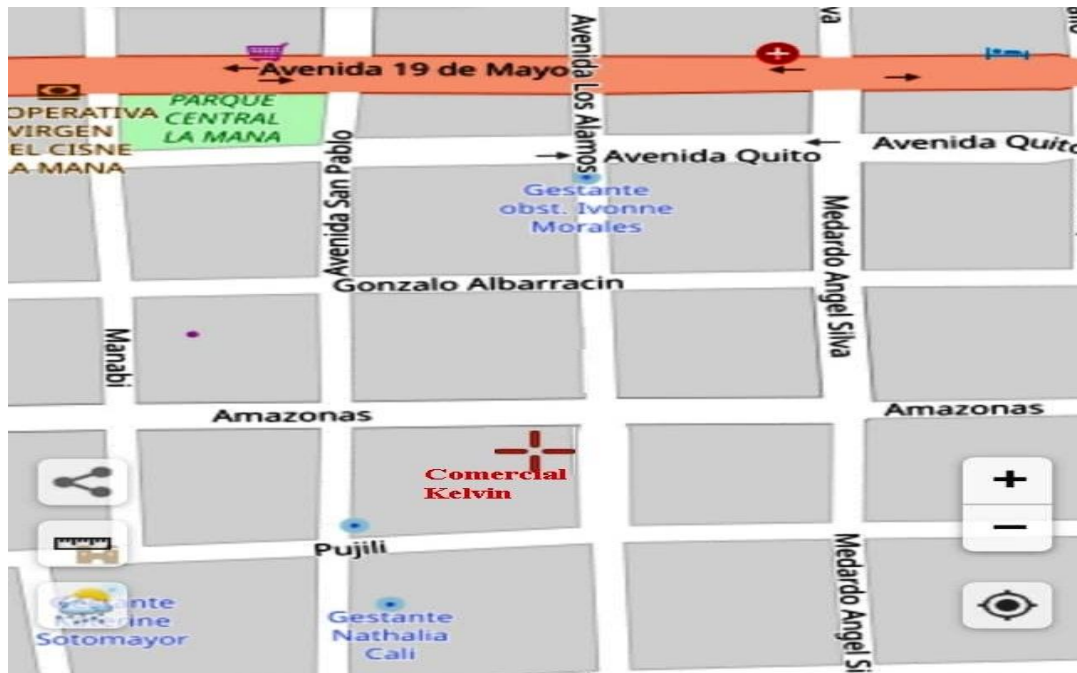 Avenida 19 de Mayo
Avenida Los Alamos
OPERATIVA
VIRGEN
EL CISNE
A MANA
PARQUE
CENTRAL
LA MANA
Avenida San Pablo
Avenida Quito
Avenida Quito
Gestante
obst. Ivonne
Morales
Medardo Angel Silva
Gonzalo Albarracin
Manabi
Amazonas
Amazonas
Comercial
Kelvin
Pujili
Medardo Angel Si
Sotomayor
Gestante
Nathalia
Cali
+
−